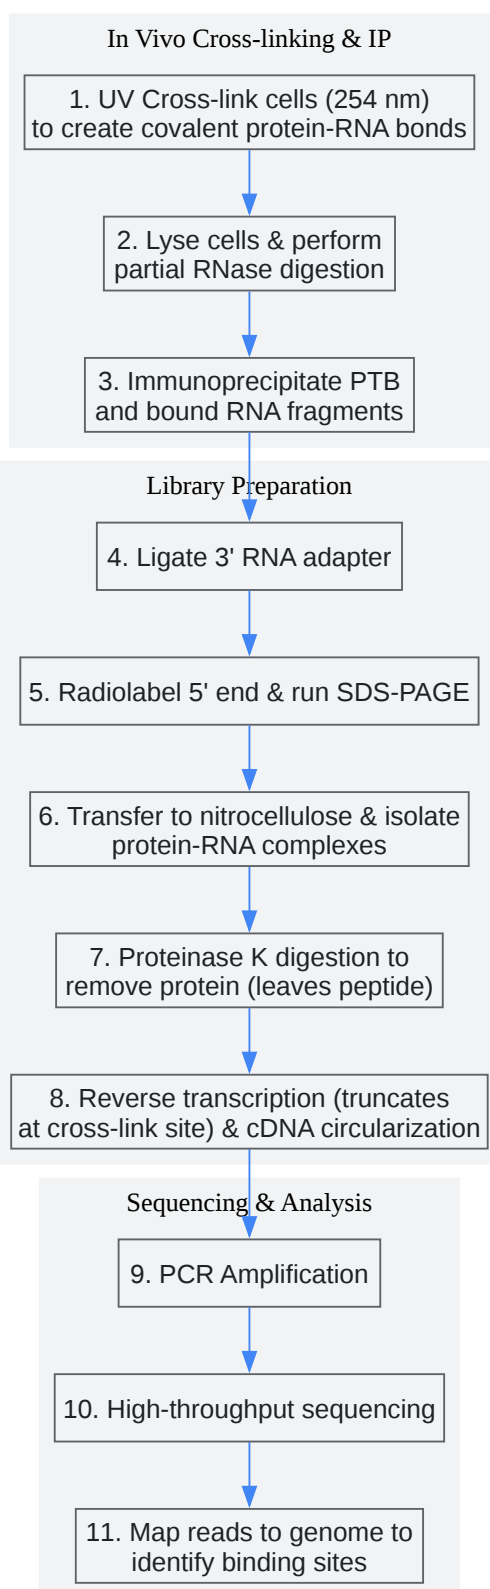 In Vivo Cross-linking & IP
1. UV Cross-link cells (254 nm)
to create covalent protein-RNA bonds
2. Lyse cells & perform
partial RNase digestion
3. Immunoprecipitate PTB
and bound RNA fragments
Library Preparation
4. Ligate 3' RNA adapter
5. Radiolabel 5' end & run SDS-PAGE
6. Transfer to nitrocellulose & isolate
protein-RNA complexes
7. Proteinase K digestion to
remove protein (leaves peptide)
8. Reverse transcription (truncates
at cross-link site) & cDNA circularization
Sequencing & Analysis
9. PCR Amplification
10. High-throughput sequencing
11. Map reads to genome to
identify binding sites